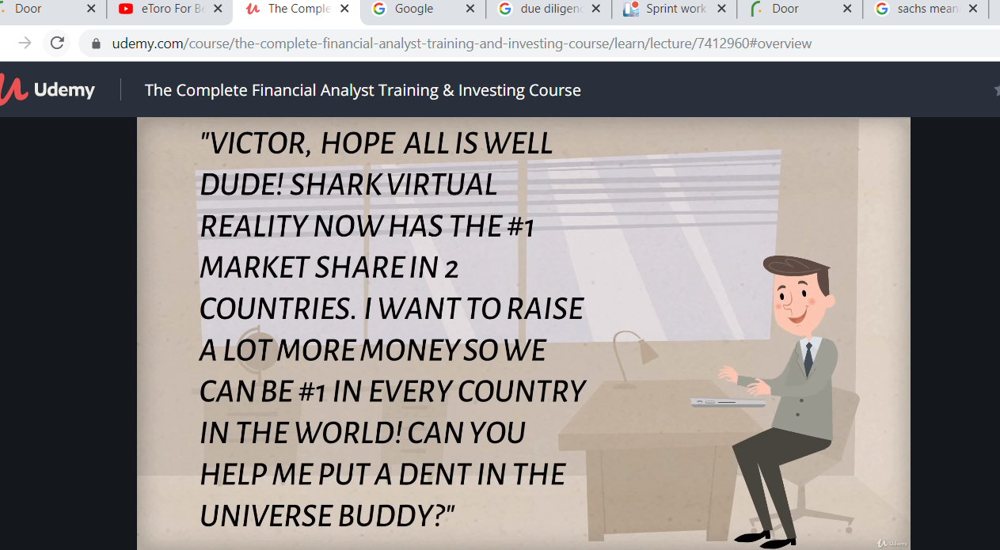 Door
eToro For Be
The Comple
Google
due diligenc
Sprint work
Door
sachs mean
udemy.com/course/the-complete-financial-analyst-training-and-investing-course/learn/lecture/7412960#overview
Udemy
The Complete Financial Analyst Training & Investing Course
"VICTOR, HOPE ALL IS WELL
DUDE! SHARK VIRTUAL
REALITY NOW HAS THE #1
MARKET SHARE IN 2
COUNTRIES. I WANT TO RAISE
A LOT MORE MONEY SO WE
CAN BE #1 IN EVERY COUNTRY
IN THE WORLD! CAN YOU
HELP ME PUT A DENT IN THE
UNIVERSE BUDDY?"
Udemy